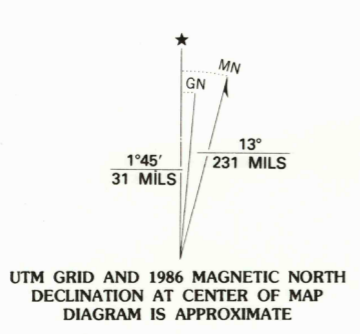 MN
GN
1°45'
31 MILS
13°
231 MILS
UTM GRID AND 1986 MAGNETIC NORTH
DECLINATION AT CENTER OF MAP
DIAGRAM IS APPROXIMATE